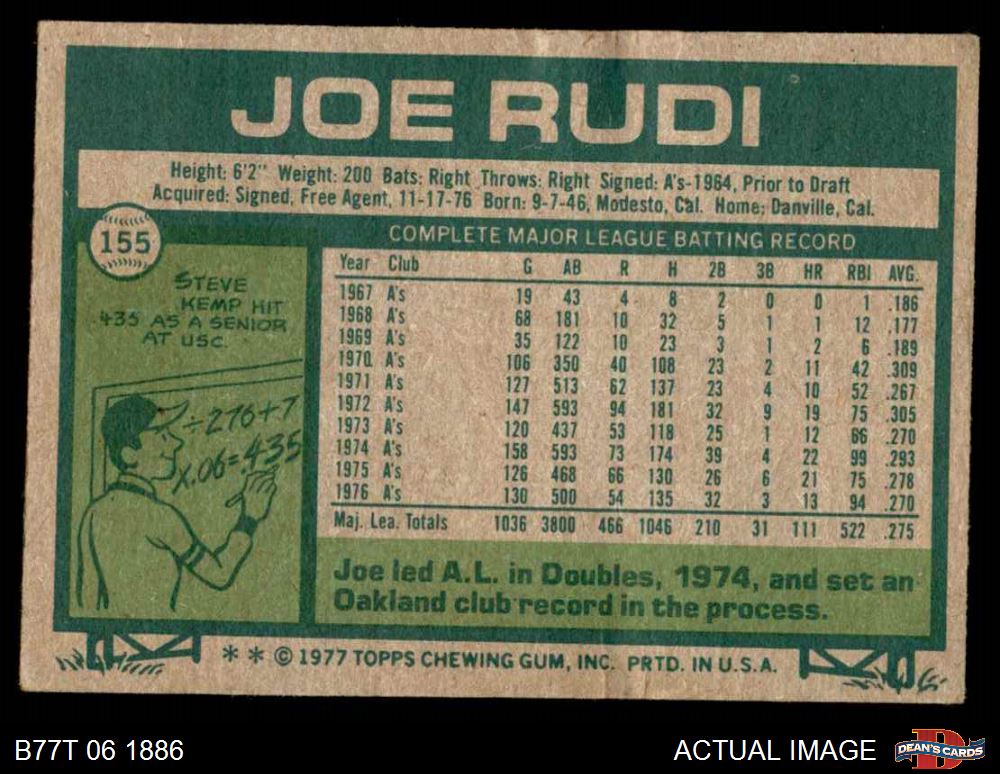 JOE RUDI
Height: 6'2" Weight: 200 Bats: Right Throws: Right Signed: A's-1964, Prior to Draft
Acquired: Signed, Free Agent, 11-17-76 Born: 9-7-46, Modesto, Cal. Home: Danville, Cal.
155
COMPLETE MAJOR LEAGUE BATTING RECORD
STEVE
KEMP HIT
.435 AS A SENIOR
AT USC.
÷276+7
X.06=.435
Year Club G AB R H 2B 3B HR RBI AVG.
1967 A's 19 43 4 8 2 0 0 1 .186
1968 A's 68 181 10 32 5 1 1 12 .177
1969 A's 35 122 10 23 3 1 2 6 .189
1970 A's 106 350 40 108 23 2 11 42 .309
1971 A's 127 513 62 137 23 4 10 52 .267
1972 A's 147 593 94 181 32 9 19 75 .305
1973 A's 120 437 53 118 25 1 12 66 .270
1974 A's 158 593 73 174 39 4 22 99 .293
1975 A's 126 468 66 130 26 6 21 75 .278
1976 A's 130 500 54 135 32 3 13 94 .270
Maj. Lea. Totals 1036 3800 466 1046 210 31 111 522 .275
Joe led A.L. in Doubles, 1974, and set an
Oakland club record in the process.
* * © 1977 TOPPS CHEWING GUM, INC. PRTD. IN U.S.A.
B77T 06 1886
ACTUAL IMAGE
D
DEAN'S CARDS